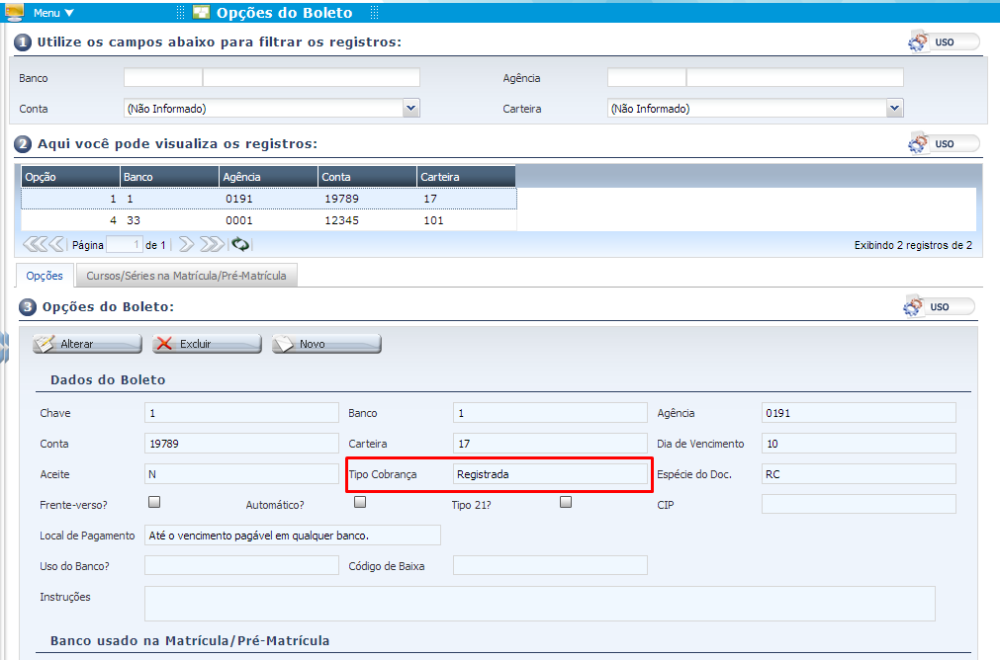 Menu Opções do Boleto
1 Utilize os campos abaixo para filtrar os registros: USO
Banco Agência
Conta (Não Informado) Carteira (Não Informado)
2 Aqui você pode visualiza os registros: USO
Opção Banco Agência Conta Carteira
1 1 0191 19789 17
4 33 0001 12345 101
Página 1 de 1 Exibindo 2 registros de 2
Opções Cursos/Séries na Matrícula/Pré-Matrícula
3 Opções do Boleto: USO
Alterar Excluir Novo
Dados do Boleto
Chave 1 Banco 1 Agência 0191
Conta 19789 Carteira 17 Dia de Vencimento 10
Aceite N Tipo Cobrança Registrada Espécie do Doc. RC
Frente-verso? Automático? Tipo 21? CIP
Local de Pagamento Até o vencimento pagável em qualquer banco.
Uso do Banco? Código de Baixa
Instruções
Banco usado na Matrícula/Pré-Matrícula